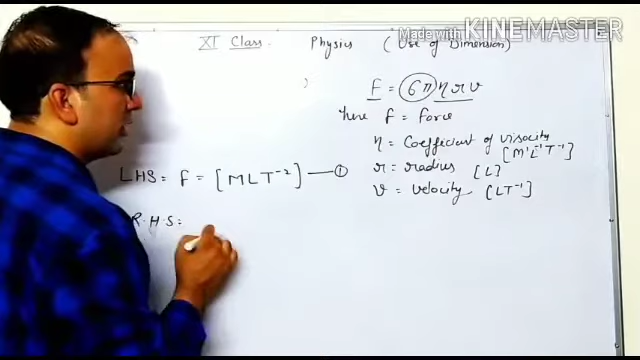 Made with KINEMASTER
XI Class. Physics (Use of Dimension)
F = 6π η r v
here f = force
η = coefficient of viscocity
[M¹L⁻¹T⁻¹]
r = radius [L]
v = velocity [LT⁻¹]
LHS = f = [MLT⁻²] — ①
R.H.S =